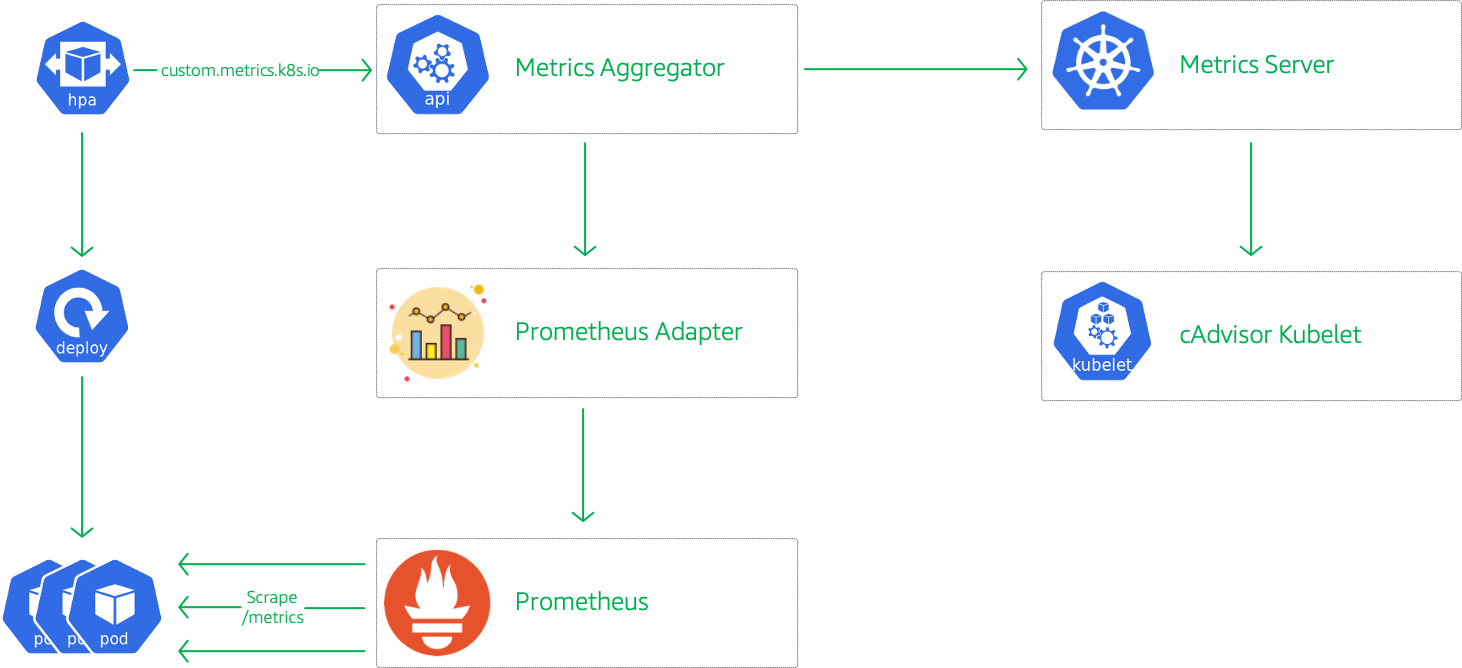 hpa
custom.metrics.k8s.io
api
Metrics Aggregator
Metrics Server
deploy
Prometheus Adapter
kubelet
cAdvisor Kubelet
po
po
pod
Scrape
/metrics
Prometheus